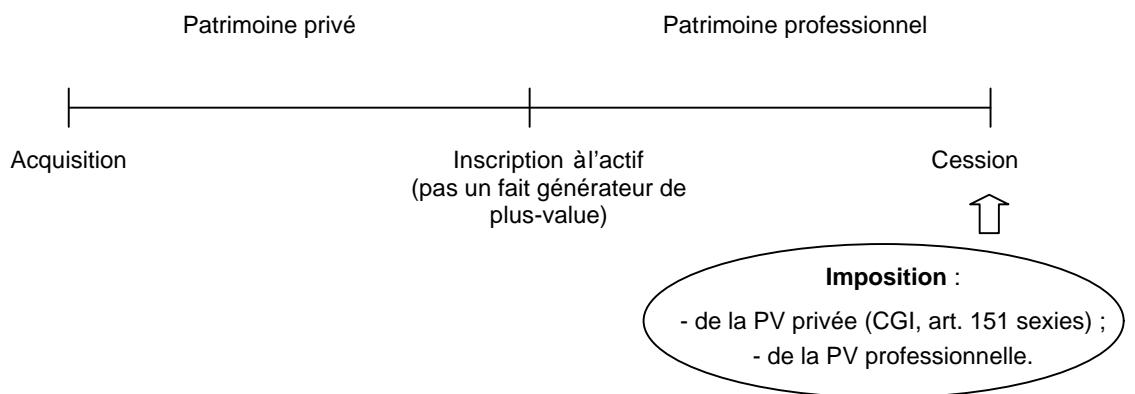 Patrimoine privé
Patrimoine professionnel
Acquisition
Inscription àl'actif
(pas un fait générateur de
plus-value)
Cession
Imposition :
- de la PV privée (CGI, art. 151 sexies) ;
- de la PV professionnelle.